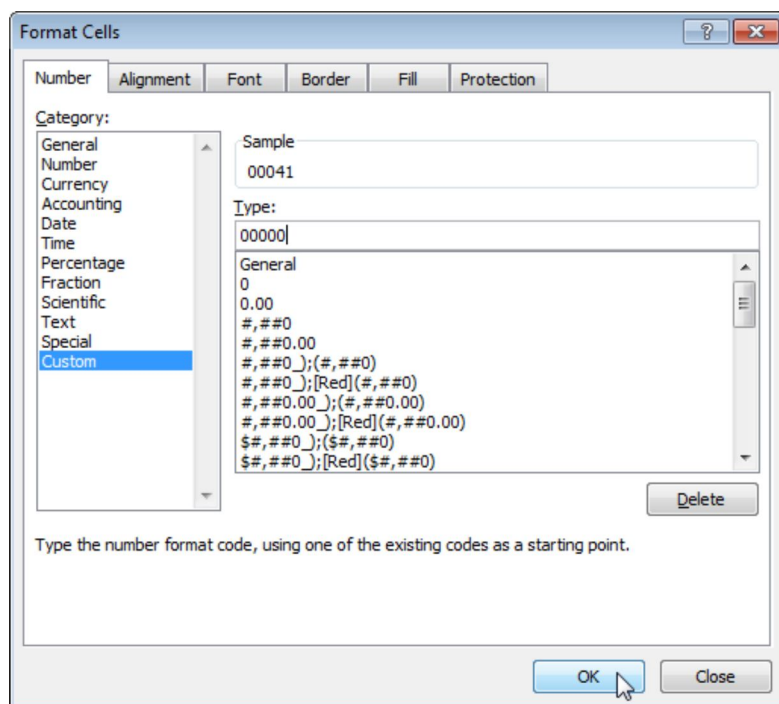 Format Cells
Number Alignment Font Border Fill Protection
Category:
General
Number
Currency
Accounting
Date
Time
Percentage
Fraction
Scientific
Text
Special
Custom
Sample
00041
Type:
00000
General
0
0.00
#,##0
#,##0.00
#,##0_);(#,##0)
#,##0_);[Red](#,##0)
#,##0.00_);(#,##0.00)
#,##0.00_);[Red](#,##0.00)
$#,##0_);($#,##0)
$#,##0_);[Red]($#,##0)
Delete
Type the number format code, using one of the existing codes as a starting point.
OK Close